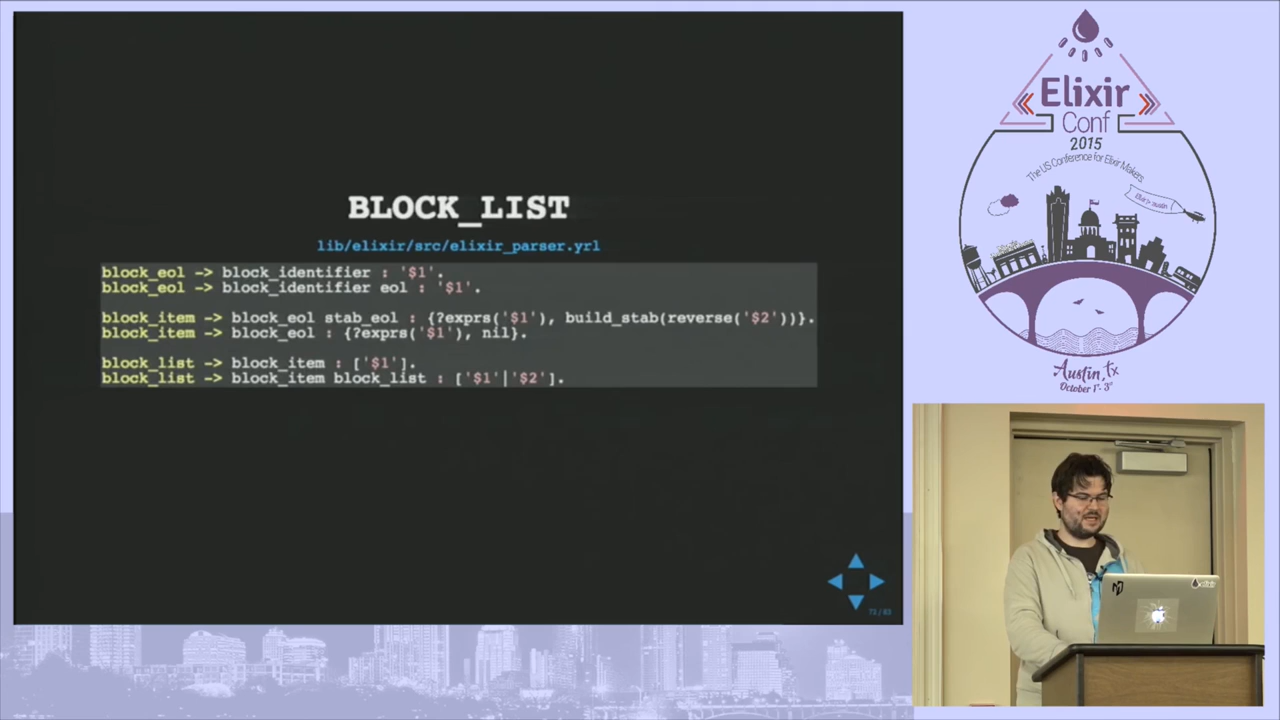 BLOCK_LIST
lib/elixir/src/elixir_parser.yrl
block_eol -> block_identifier : '$1'.
block_eol -> block_identifier eol : '$1'.
block_item -> block_eol stab_eol : {?exprs('$1'), build_stab(reverse('$2'))}.
block_item -> block_eol : {?exprs('$1'), nil}.
block_list -> block_item : ['$1'].
block_list -> block_item block_list : ['$1'|'$2'].
72/83
Elixir
Conf
2015
The US Conference for Elixir Makers
Austin, Tx
October 1st - 3rd